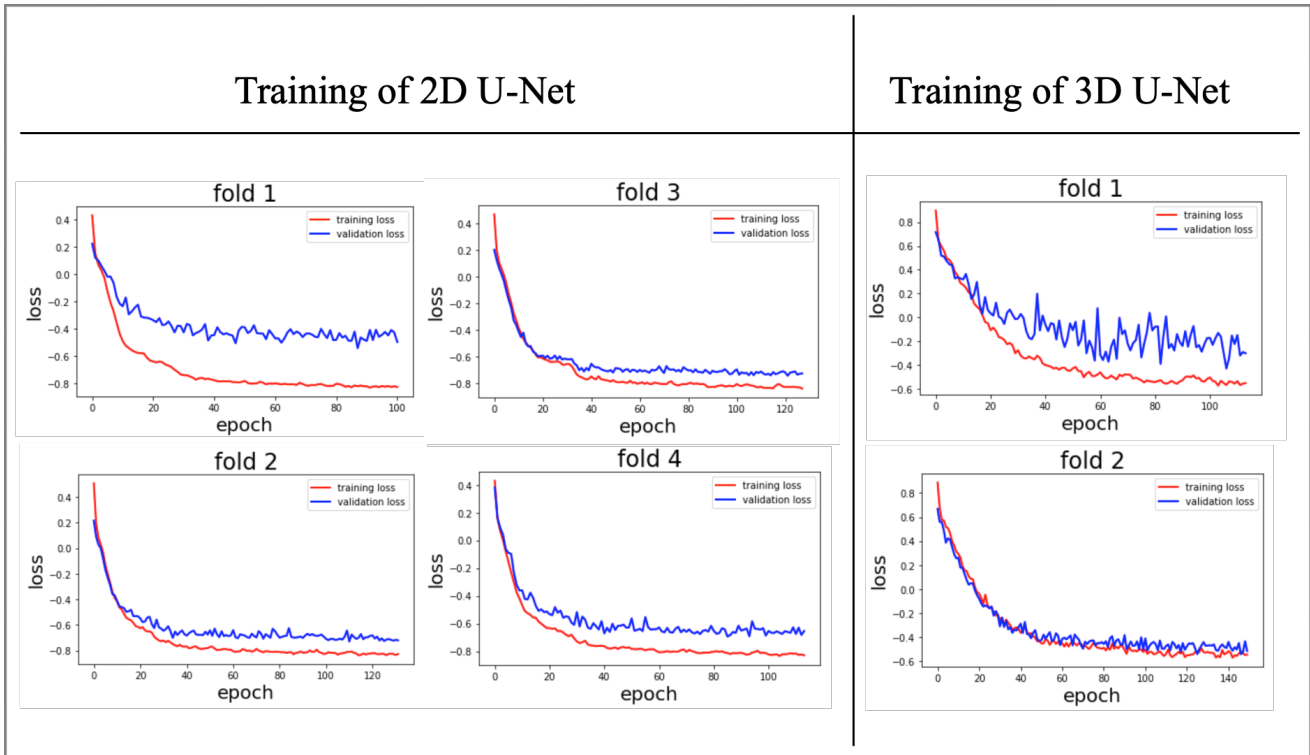 Training of 2D U-Net
Training of 3D U-Net
fold 1
training loss
validation loss
0.4
0.2
0.0
−0.2
−0.4
−0.6
−0.8
loss
0 20 40 60 80 100
epoch
fold 3
training loss
validation loss
0.4
0.2
0.0
−0.2
−0.4
−0.6
−0.8
loss
0 20 40 60 80 100 120
epoch
fold 1
training loss
validation loss
0.8
0.6
0.4
0.2
0.0
−0.2
−0.4
−0.6
loss
0 20 40 60 80 100
epoch
fold 2
training loss
validation loss
0.4
0.2
0.0
−0.2
−0.4
−0.6
−0.8
loss
0 20 40 60 80 100 120
epoch
fold 4
training loss
validation loss
0.4
0.2
0.0
−0.2
−0.4
−0.6
−0.8
loss
0 20 40 60 80 100
epoch
fold 2
training loss
validation loss
0.8
0.6
0.4
0.2
0.0
−0.2
−0.4
−0.6
loss
0 20 40 60 80 100 120 140
epoch